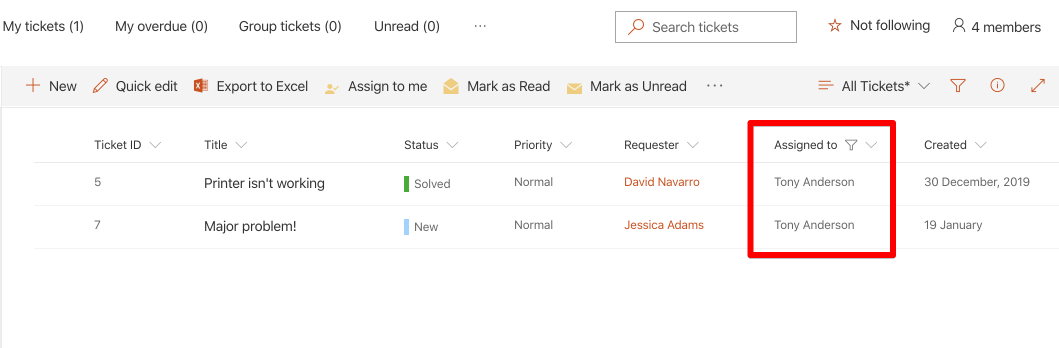 My tickets (1) My overdue (0) Group tickets (0) Unread (0) ··· Search tickets Not following 4 members
New Quick edit Export to Excel Assign to me Mark as Read Mark as Unread ··· All Tickets*
Ticket ID Title Status Priority Requester Assigned to Created
5 Printer isn't working Solved Normal David Navarro Tony Anderson 30 December, 2019
7 Major problem! New Normal Jessica Adams Tony Anderson 19 January